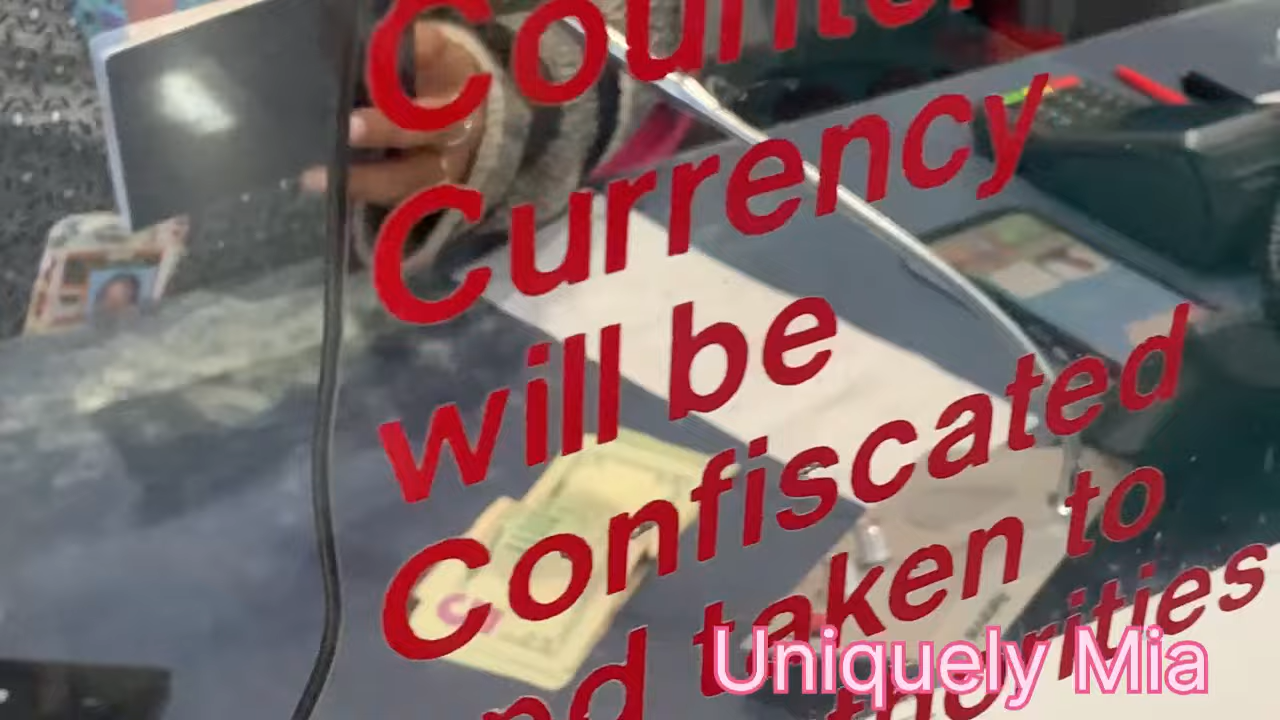 Currency
will be
Confiscated
taken to
Uniquely Mia